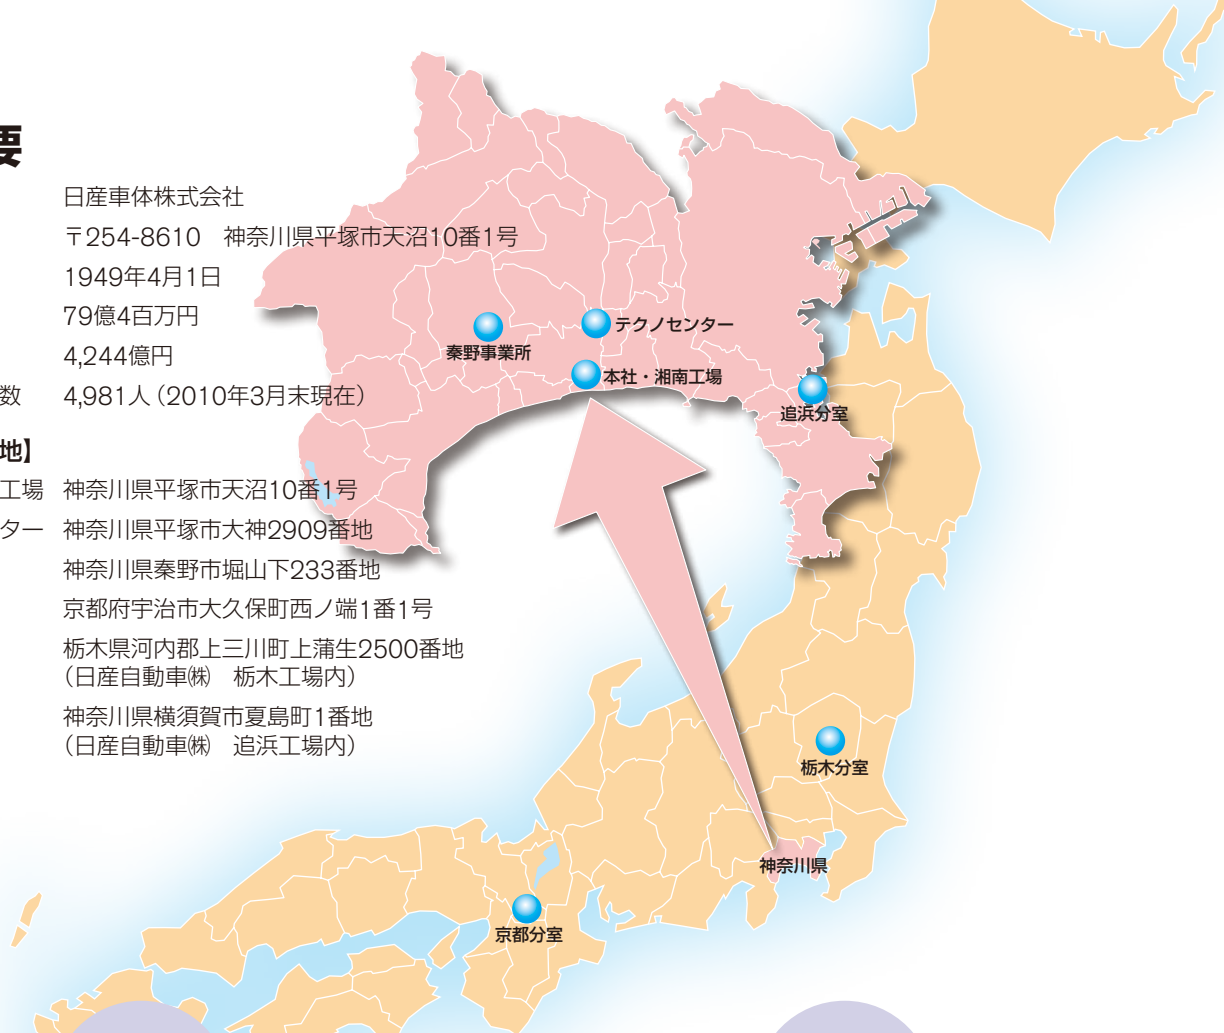 要
日産車体株式会社
〒254-8610　神奈川県平塚市天沼10番1号
1949年4月1日
79億4百万円
4,244億円
数　4,981人（2010年3月末現在）
地】
工場　神奈川県平塚市天沼10番1号
ター　神奈川県平塚市大神2909番地
神奈川県秦野市堀山下233番地
京都府宇治市大久保町西ノ端1番1号
栃木県河内郡上三川町上蒲生2500番地
（日産自動車㈱　栃木工場内）
神奈川県横須賀市夏島町1番地
（日産自動車㈱　追浜工場内）
テクノセンター
秦野事業所
本社・湘南工場
追浜分室
栃木分室
神奈川県
京都分室